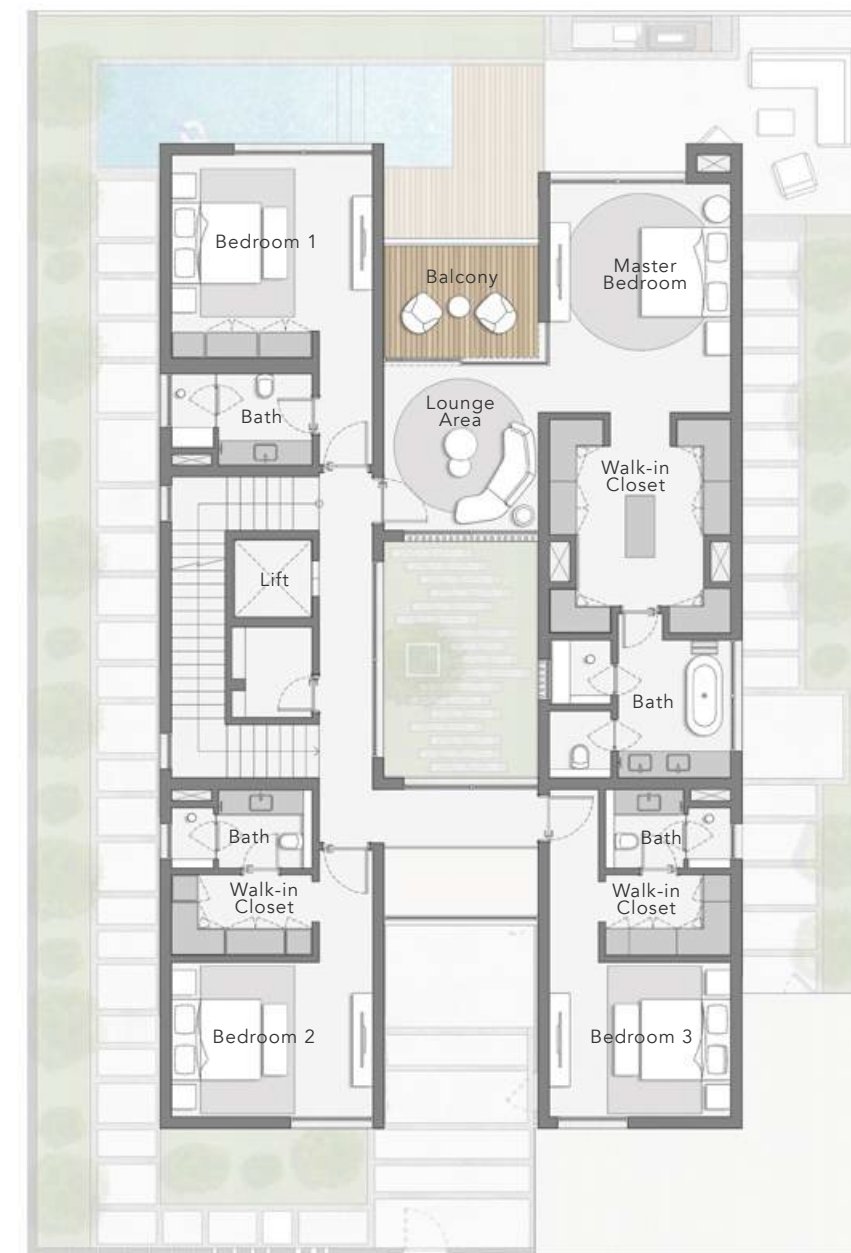 Bedroom 1
Balcony
Master
Bedroom
Bath
Lounge
Area
Walk-in
Closet
Lift
Bath
Bath
Walk-in
Closet
Bath
Walk-in
Closet
Bedroom 2
Bedroom 3